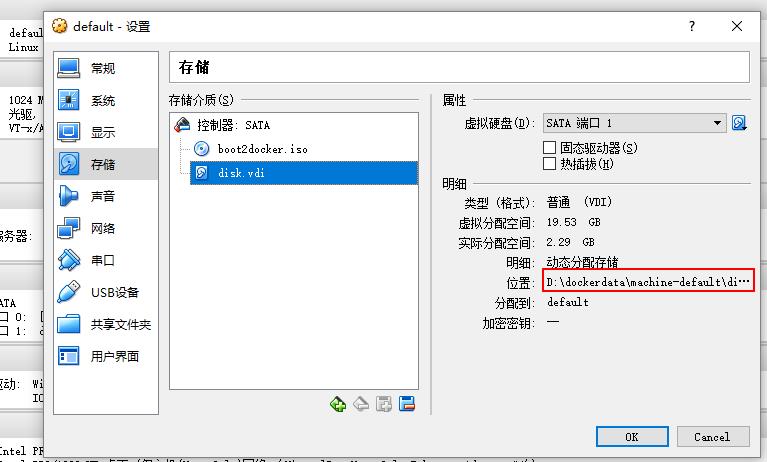 default - 设置
?
defau
Linux
1024 M
光驱,
VT-x/A
服务器:
ATA
口 0: [
口 1: d
驱动: Wi
IC
Intel PR
常规
系统
显示
存储
声音
网络
串口
USB设备
共享文件夹
用户界面
存储
存储介质(S)
控制器: SATA
boot2docker.iso
disk.vdi
属性
虚拟硬盘(D): SATA 端口 1
固态驱动器(S)
热插拔(H)
明细
类型 (格式): 普通 (VDI)
虚拟分配空间: 19.53 GB
实际分配空间: 2.29 GB
明细: 动态分配存储
位置: D:\dockerdata\machine-default\di...
分配到: default
加密密钥: —
OK
Cancel